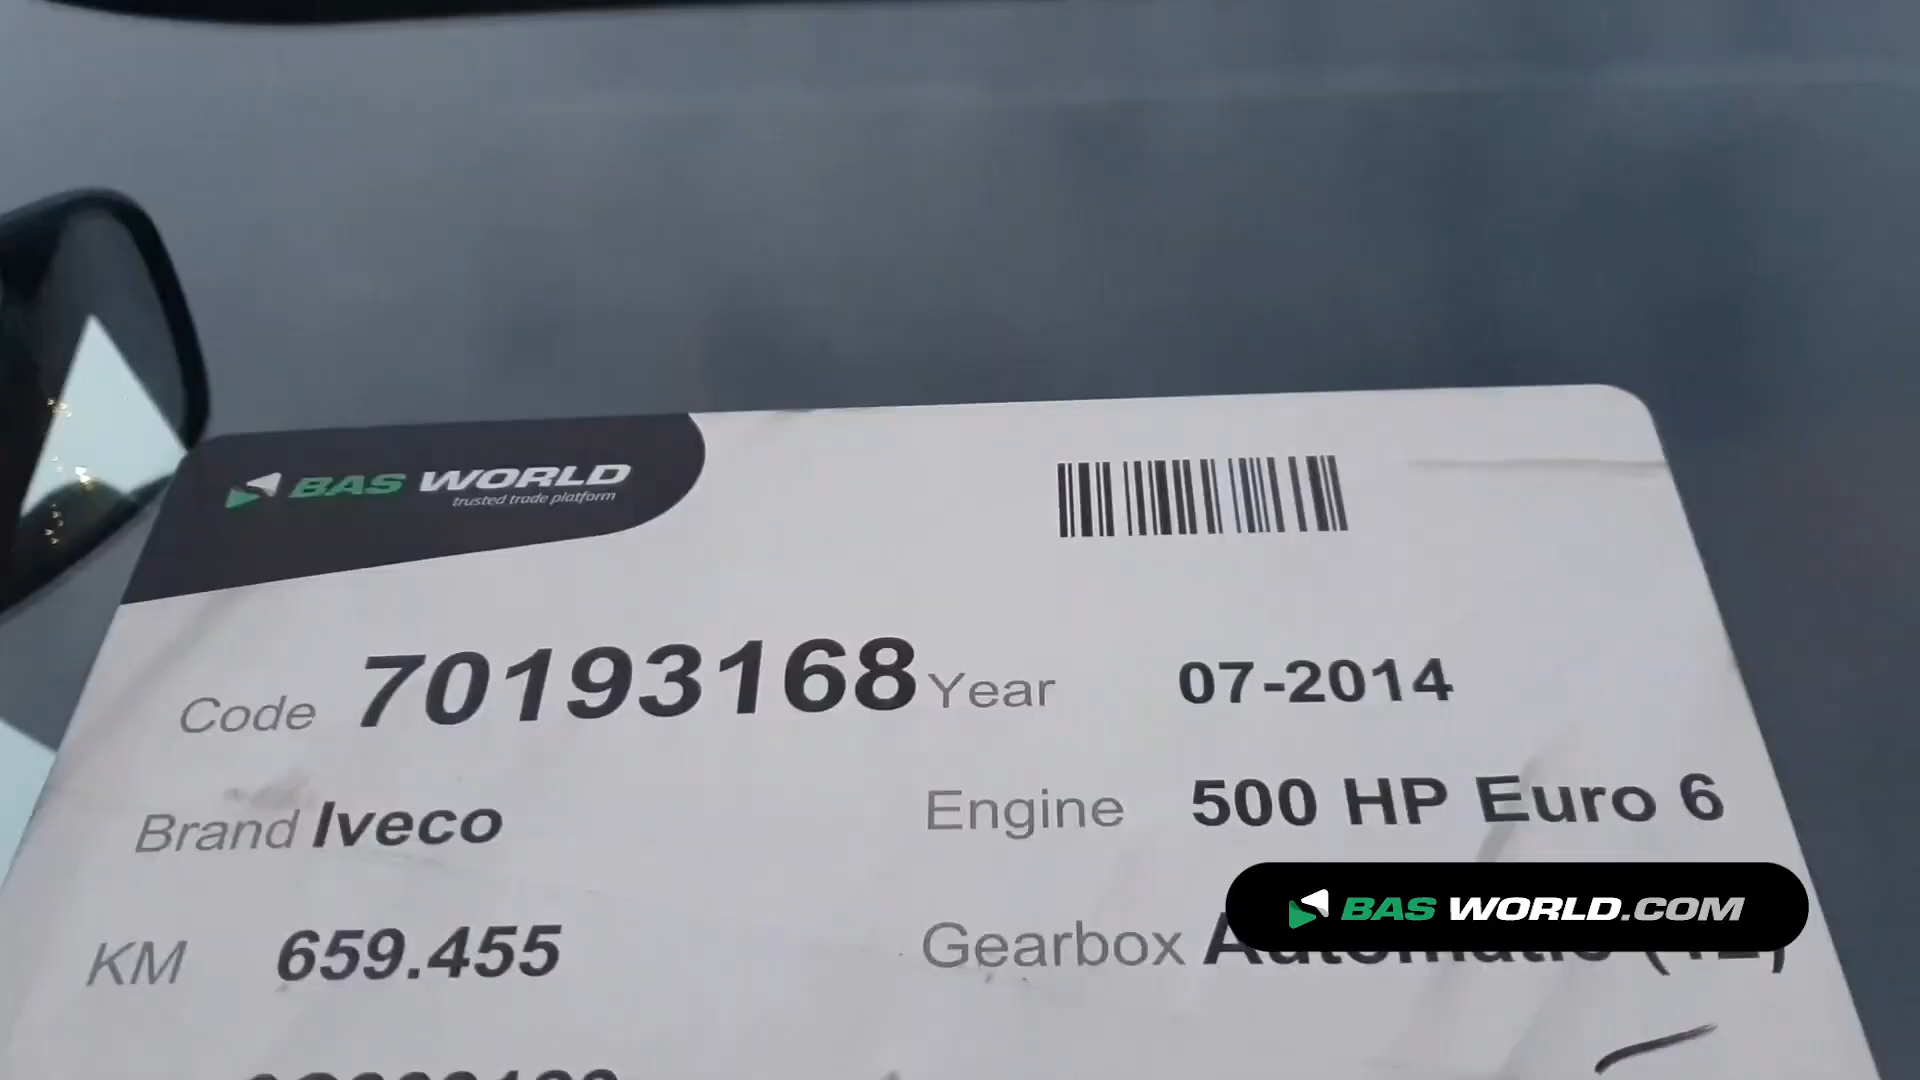 BAS WORLD
trusted trade platform
Code 70193168 Year 07-2014
Brand Iveco Engine 500 HP Euro 6
BAS WORLD.COM
KM 659.455 Gearbox